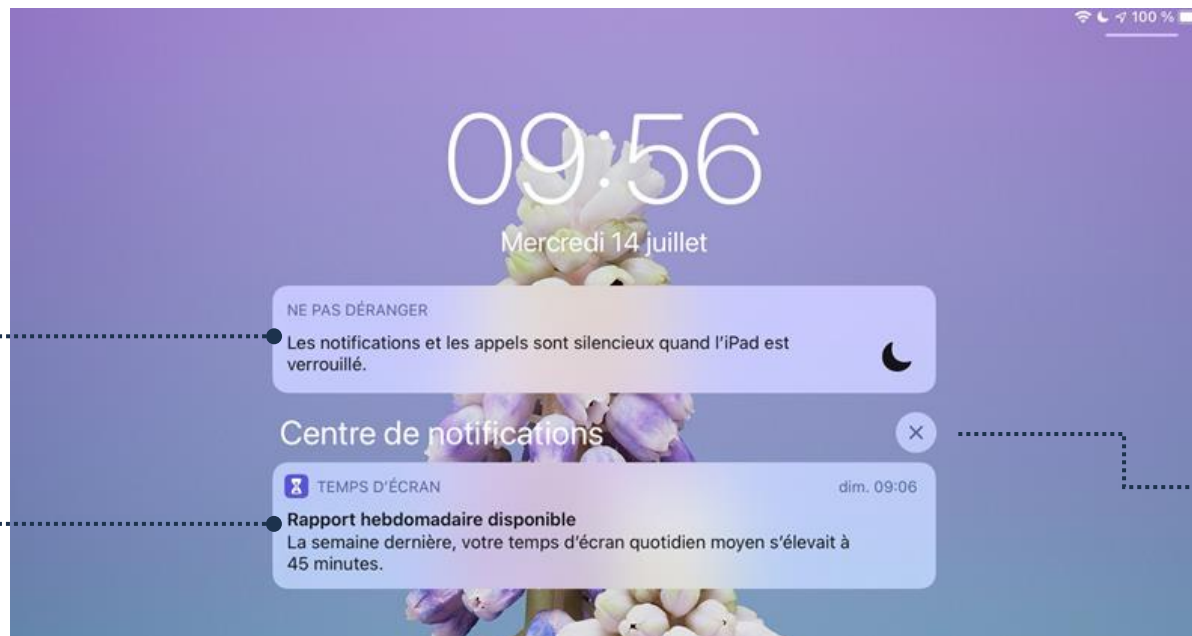 100 %
09:56
Mercredi 14 juillet
NE PAS DÉRANGER
Les notifications et les appels sont silencieux quand l'iPad est
verrouillé.
Centre de notifications
TEMPS D'ÉCRAN dim. 09:06
Rapport hebdomadaire disponible
La semaine dernière, votre temps d'écran quotidien moyen s'élevait à
45 minutes.